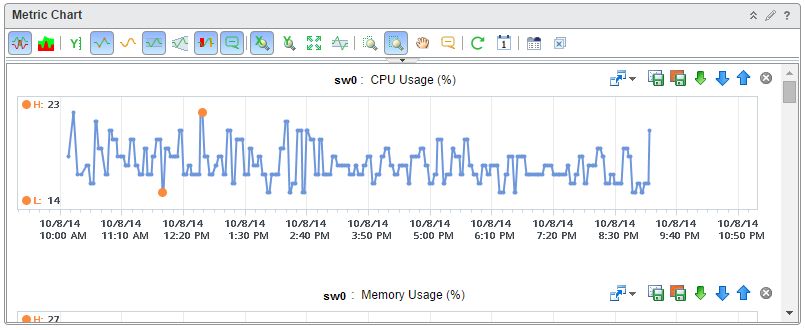 Metric Chart
?
Y
1
sw0 : CPU Usage (%)
H: 23
L: 14
10/8/14 10/8/14 10/8/14 10/8/14 10/8/14 10/8/14 10/8/14 10/8/14 10/8/14 10/8/14 10/8/14 10/8/14
10:00 AM 11:10 AM 12:20 PM 1:30 PM 2:40 PM 3:50 PM 5:00 PM 6:10 PM 7:20 PM 8:30 PM 9:40 PM 10:50 PM
sw0 : Memory Usage (%)
H: 27